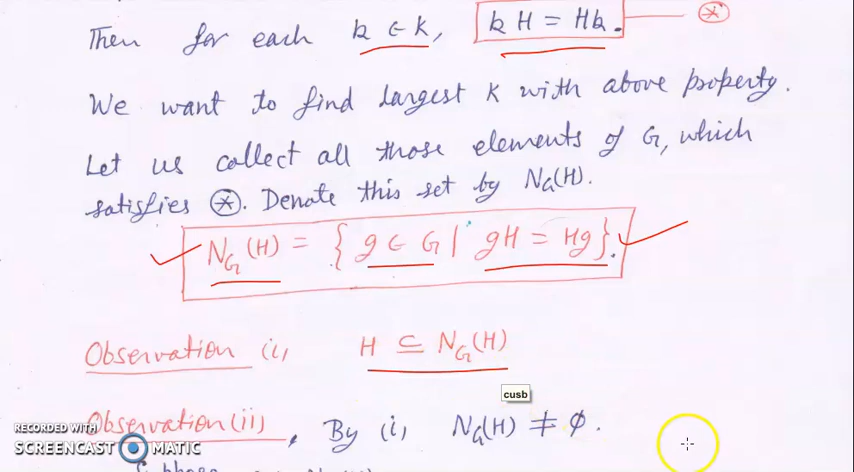 Then for each k ∈ K, kH = Hk. ⊛
We want to find largest K with above property.
Let us collect all those elements of G, which
satisfies ⊛. Denote this set by N_G(H).
N_G(H) = { g ∈ G | gH = Hg}.
Observation (i) H ⊆ N_G(H)
cusb
Observation (ii), By (i) N_G(H) ≠ φ.
RECORDED WITH
SCREENCAST MATIC